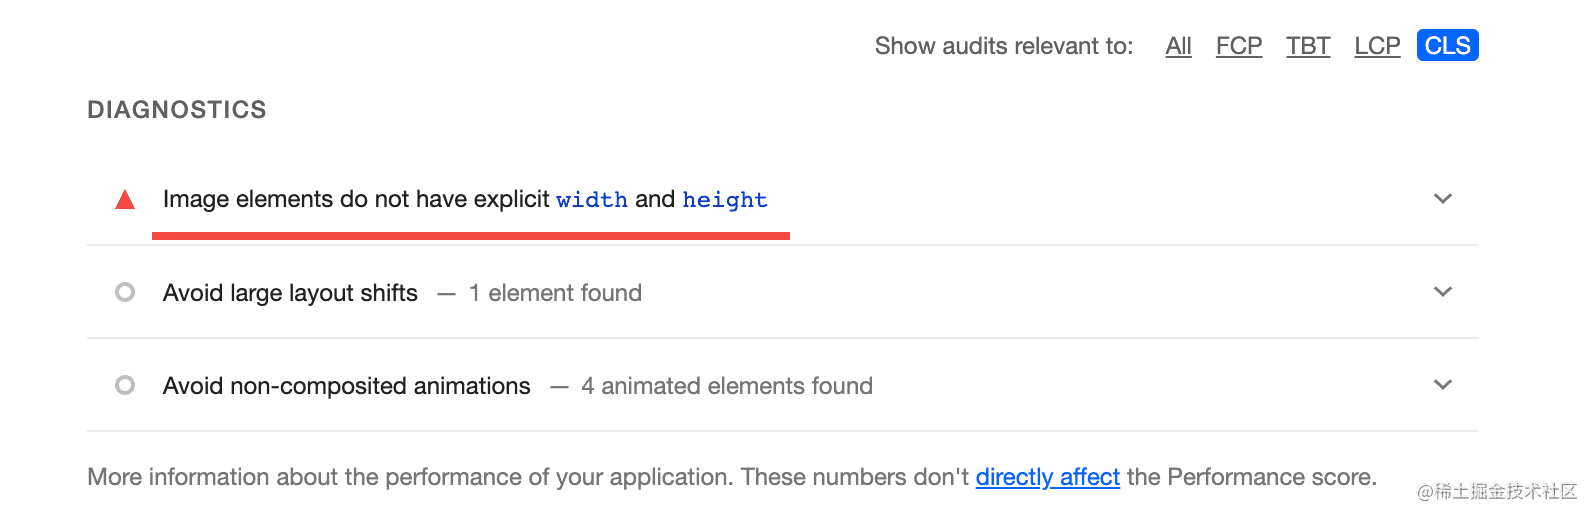 Show audits relevant to: All FCP TBT LCP CLS
DIAGNOSTICS
Image elements do not have explicit width and height
Avoid large layout shifts — 1 element found
Avoid non-composited animations — 4 animated elements found
More information about the performance of your application. These numbers don't directly affect the Performance score.
@稀土掘金技术社区